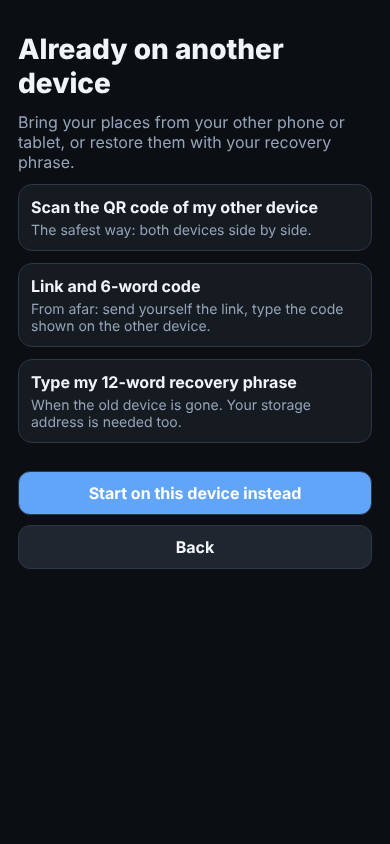 Already on another
device
Bring your places from your other phone or
tablet, or restore them with your recovery
phrase.
Scan the QR code of my other device
The safest way: both devices side by side.
Link and 6-word code
From afar: send yourself the link, type the code
shown on the other device.
Type my 12-word recovery phrase
When the old device is gone. Your storage
address is needed too.
Start on this device instead
Back